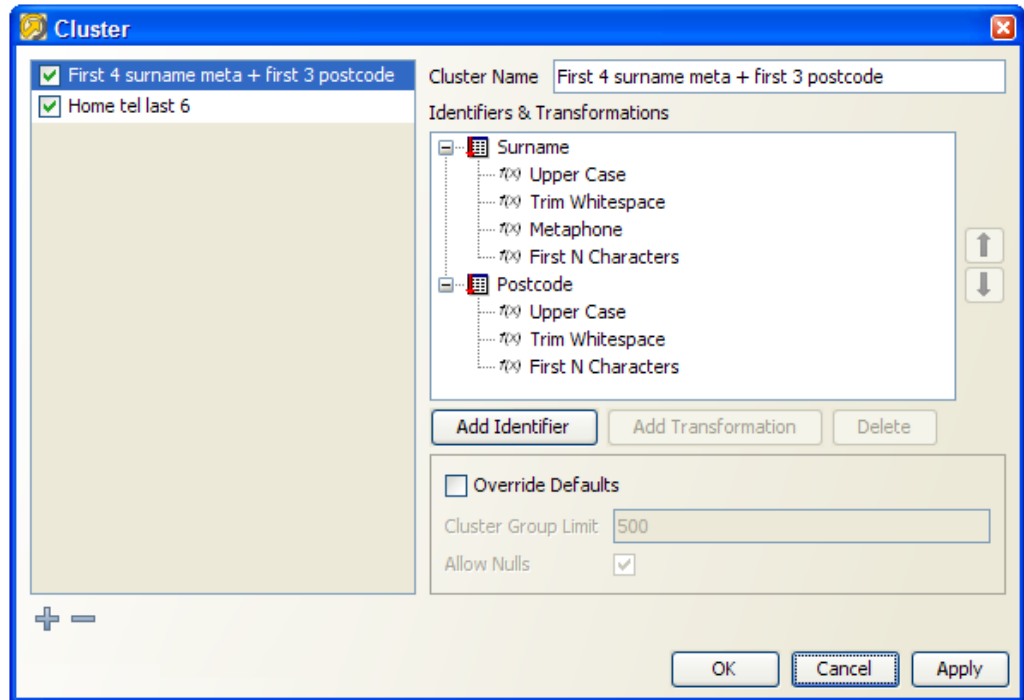 Cluster
First 4 surname meta + first 3 postcode
Home tel last 6
Cluster Name First 4 surname meta + first 3 postcode
Identifiers & Transformations
Surname
f(x) Upper Case
f(x) Trim Whitespace
f(x) Metaphone
f(x) First N Characters
Postcode
f(x) Upper Case
f(x) Trim Whitespace
f(x) First N Characters
Add Identifier Add Transformation Delete
Override Defaults
Cluster Group Limit 500
Allow Nulls
OK Cancel Apply